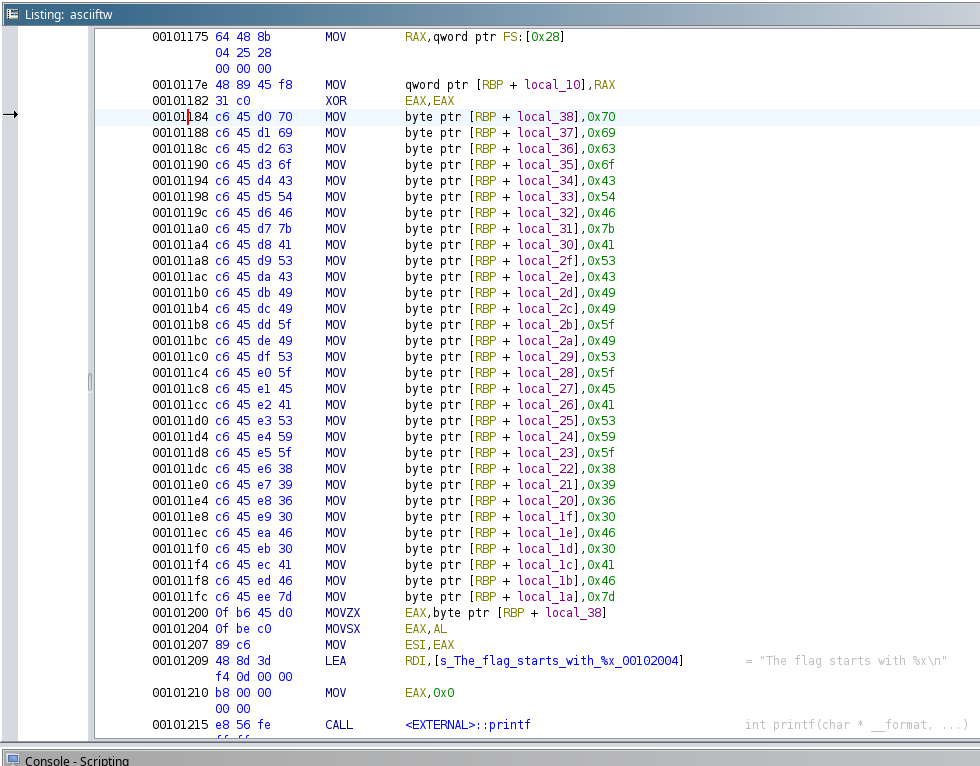 Listing: asciiftw
00101175 64 48 8b MOV RAX,qword ptr FS:[0x28]
04 25 28
00 00 00
0010117e 48 89 45 f8 MOV qword ptr [RBP + local_10],RAX
00101182 31 c0 XOR EAX,EAX
00101184 c6 45 d0 70 MOV byte ptr [RBP + local_38],0x70
00101188 c6 45 d1 69 MOV byte ptr [RBP + local_37],0x69
0010118c c6 45 d2 63 MOV byte ptr [RBP + local_36],0x63
00101190 c6 45 d3 6f MOV byte ptr [RBP + local_35],0x6f
00101194 c6 45 d4 43 MOV byte ptr [RBP + local_34],0x43
00101198 c6 45 d5 54 MOV byte ptr [RBP + local_33],0x54
0010119c c6 45 d6 46 MOV byte ptr [RBP + local_32],0x46
001011a0 c6 45 d7 7b MOV byte ptr [RBP + local_31],0x7b
001011a4 c6 45 d8 41 MOV byte ptr [RBP + local_30],0x41
001011a8 c6 45 d9 53 MOV byte ptr [RBP + local_2f],0x53
001011ac c6 45 da 43 MOV byte ptr [RBP + local_2e],0x43
001011b0 c6 45 db 49 MOV byte ptr [RBP + local_2d],0x49
001011b4 c6 45 dc 49 MOV byte ptr [RBP + local_2c],0x49
001011b8 c6 45 dd 5f MOV byte ptr [RBP + local_2b],0x5f
001011bc c6 45 de 49 MOV byte ptr [RBP + local_2a],0x49
001011c0 c6 45 df 53 MOV byte ptr [RBP + local_29],0x53
001011c4 c6 45 e0 5f MOV byte ptr [RBP + local_28],0x5f
001011c8 c6 45 e1 45 MOV byte ptr [RBP + local_27],0x45
001011cc c6 45 e2 41 MOV byte ptr [RBP + local_26],0x41
001011d0 c6 45 e3 53 MOV byte ptr [RBP + local_25],0x53
001011d4 c6 45 e4 59 MOV byte ptr [RBP + local_24],0x59
001011d8 c6 45 e5 5f MOV byte ptr [RBP + local_23],0x5f
001011dc c6 45 e6 38 MOV byte ptr [RBP + local_22],0x38
001011e0 c6 45 e7 39 MOV byte ptr [RBP + local_21],0x39
001011e4 c6 45 e8 36 MOV byte ptr [RBP + local_20],0x36
001011e8 c6 45 e9 30 MOV byte ptr [RBP + local_1f],0x30
001011ec c6 45 ea 46 MOV byte ptr [RBP + local_1e],0x46
001011f0 c6 45 eb 30 MOV byte ptr [RBP + local_1d],0x30
001011f4 c6 45 ec 41 MOV byte ptr [RBP + local_1c],0x41
001011f8 c6 45 ed 46 MOV byte ptr [RBP + local_1b],0x46
001011fc c6 45 ee 7d MOV byte ptr [RBP + local_1a],0x7d
00101200 0f b6 45 d0 MOVZX EAX,byte ptr [RBP + local_38]
00101204 0f be c0 MOVSX EAX,AL
00101207 89 c6 MOV ESI,EAX
00101209 48 8d 3d LEA RDI,[s_The_flag_starts_with_%x_00102004] = "The flag starts with %x\n"
f4 0d 00 00
00101210 b8 00 00 MOV EAX,0x0
00 00
00101215 e8 56 fe CALL <EXTERNAL>::printf int printf(char * __format, ...)
Console - Scripting